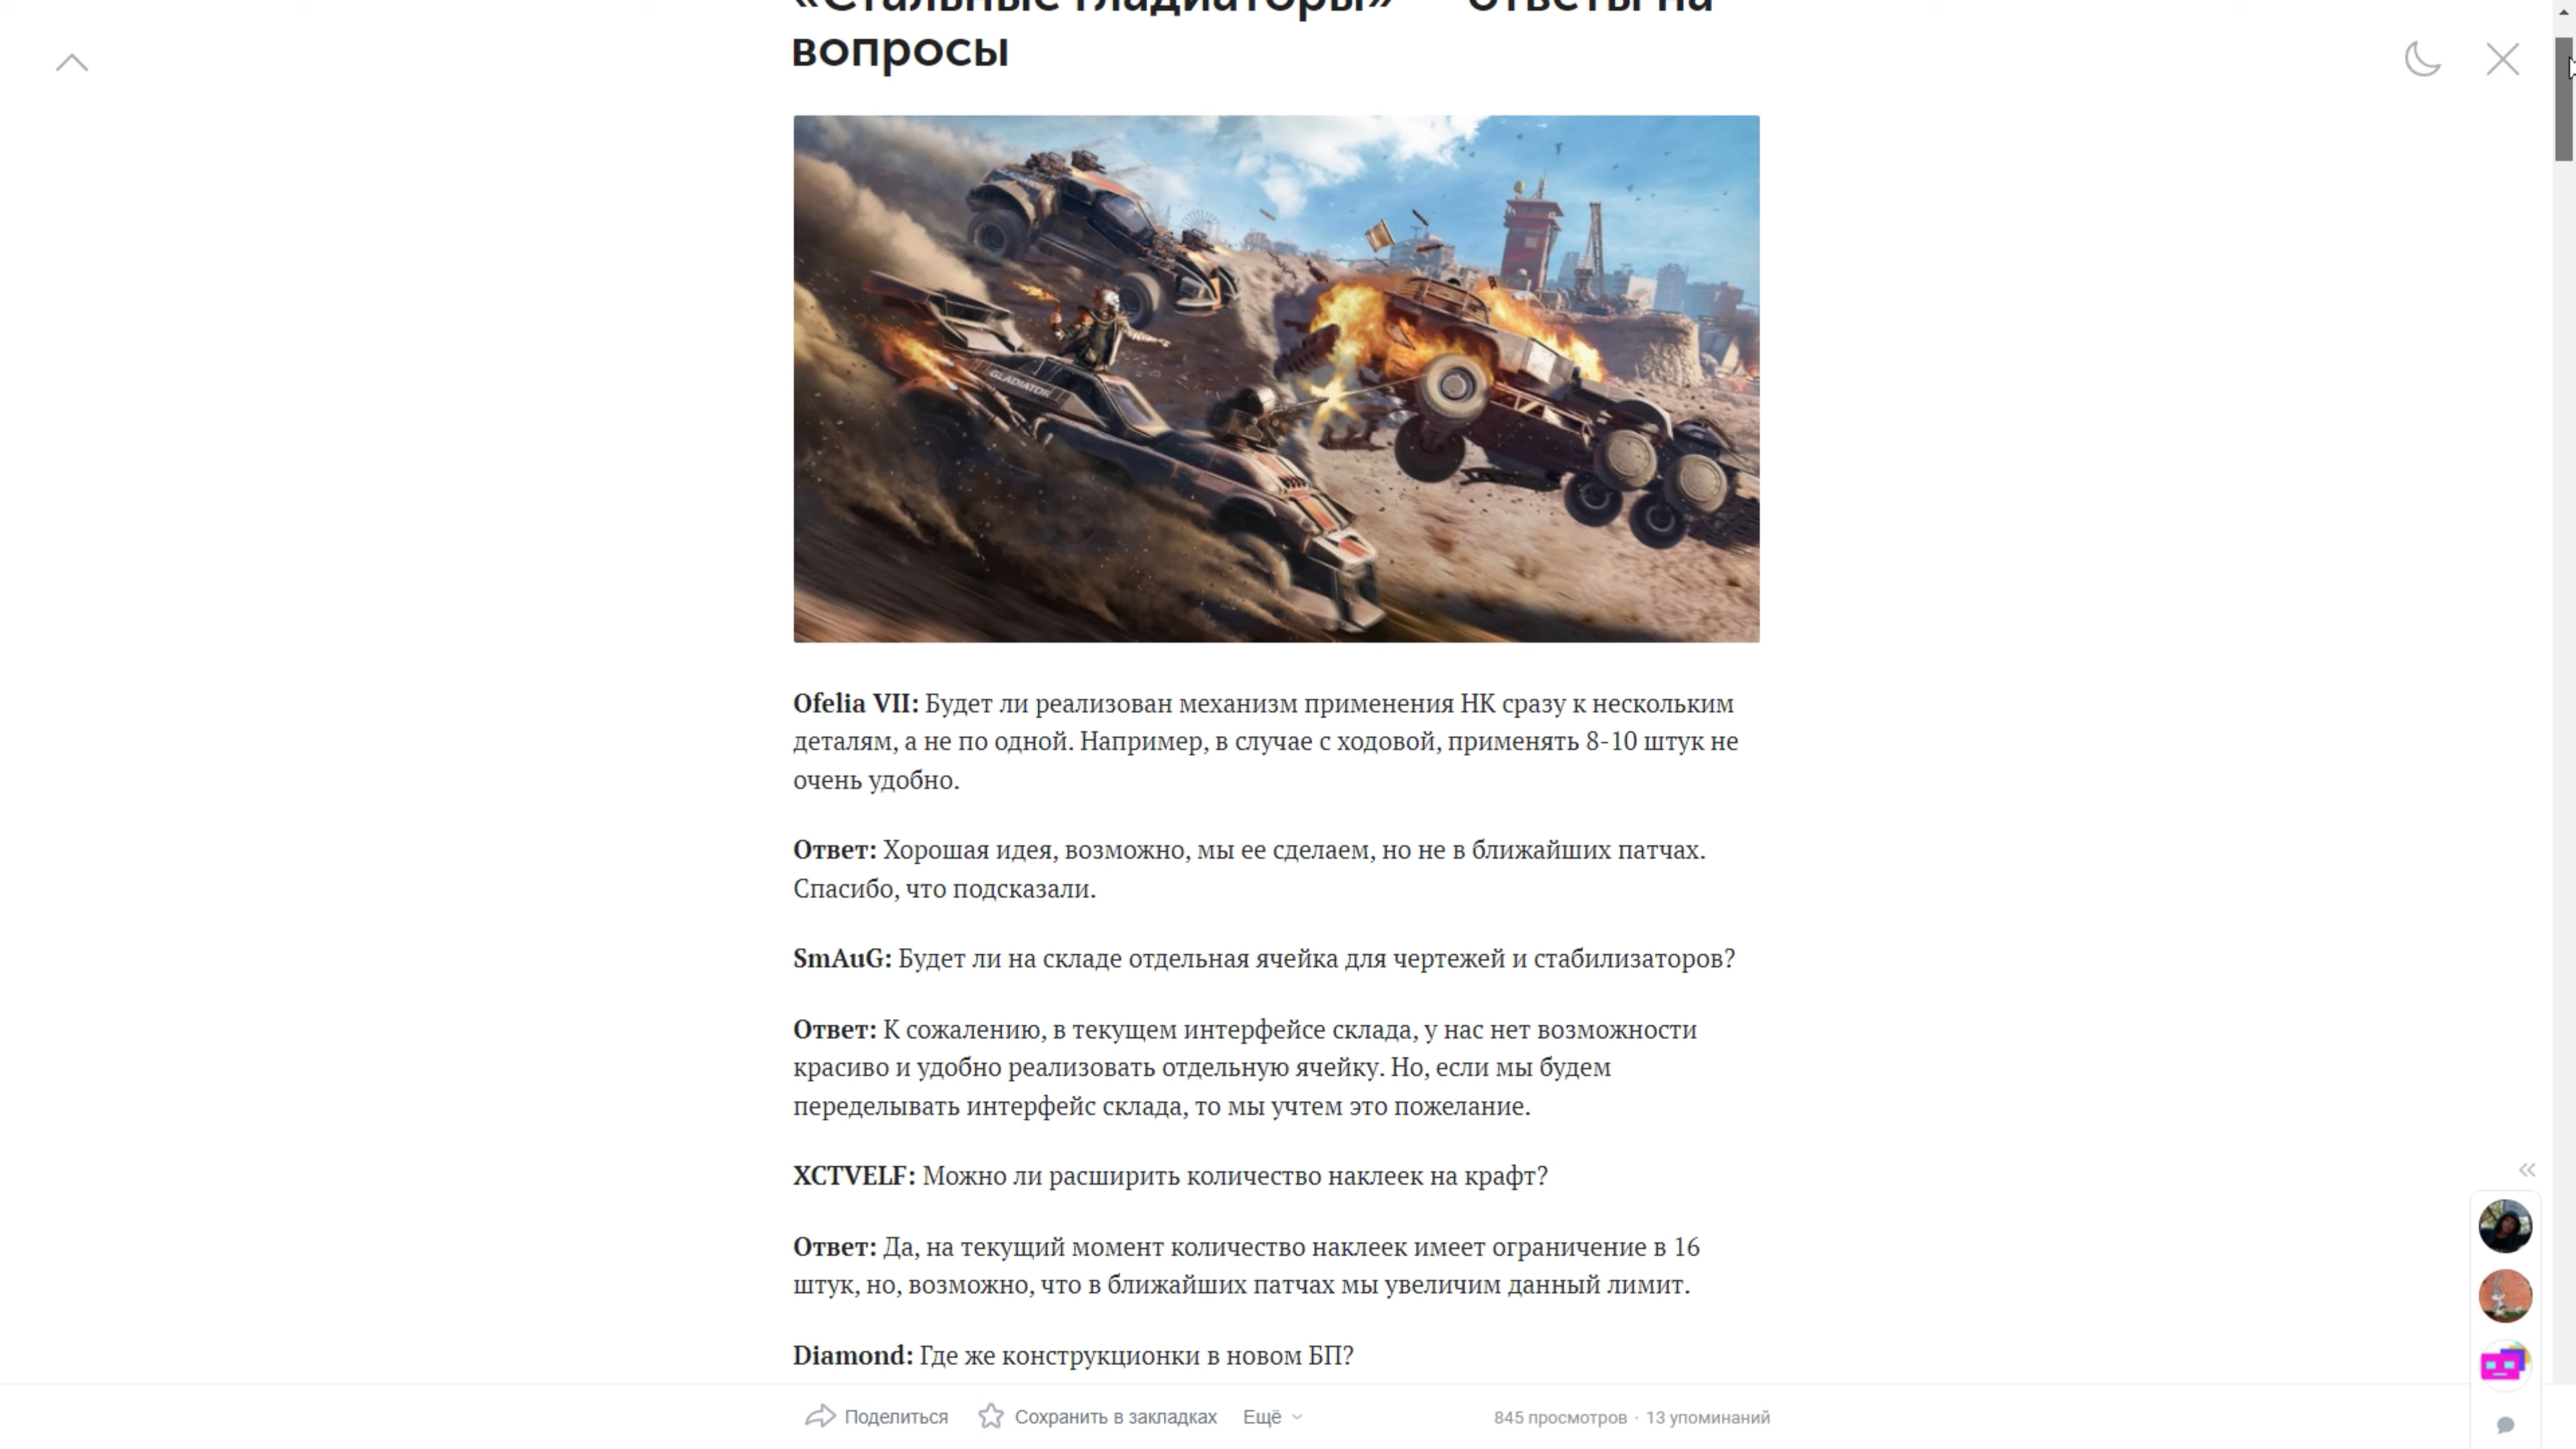 «Стальные гладиаторы» — ответы на
вопросы
GLADIATOR
Ofelia VII: Будет ли реализован механизм применения НК сразу к нескольким
деталям, а не по одной. Например, в случае с ходовой, применять 8-10 штук не
очень удобно.
Ответ: Хорошая идея, возможно, мы ее сделаем, но не в ближайших патчах.
Спасибо, что подсказали.
SmAuG: Будет ли на складе отдельная ячейка для чертежей и стабилизаторов?
Ответ: К сожалению, в текущем интерфейсе склада, у нас нет возможности
красиво и удобно реализовать отдельную ячейку. Но, если мы будем
переделывать интерфейс склада, то мы учтем это пожелание.
XCTVELF: Можно ли расширить количество наклеек на крафт?
Ответ: Да, на текущий момент количество наклеек имеет ограничение в 16
штук, но, возможно, что в ближайших патчах мы увеличим данный лимит.
Diamond: Где же конструкционки в новом БП?
Поделиться Сохранить в закладках Ещё 845 просмотров · 13 упоминаний